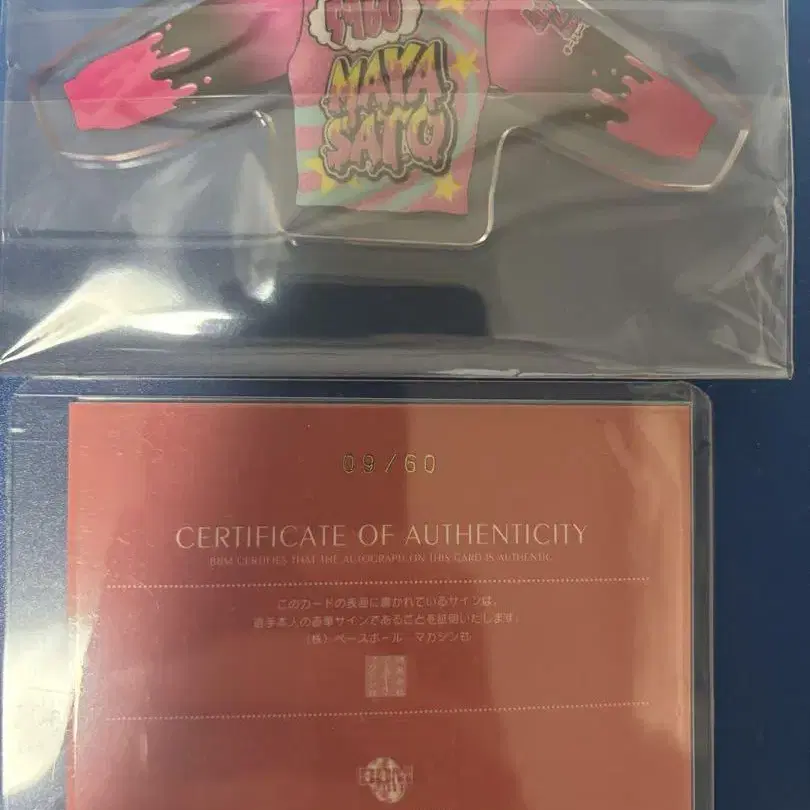 MAYA
SATO
09/60
CERTIFICATE OF AUTHENTICITY
BBM CERTIFIES THAT THE AUTOGRAPH ON THIS CARD IS AUTHENTIC.
このカードの表面に書かれているサインは、
選手本人の直筆サインであることを証明いたします。
(株)ベースボール・マガジン社
BBM